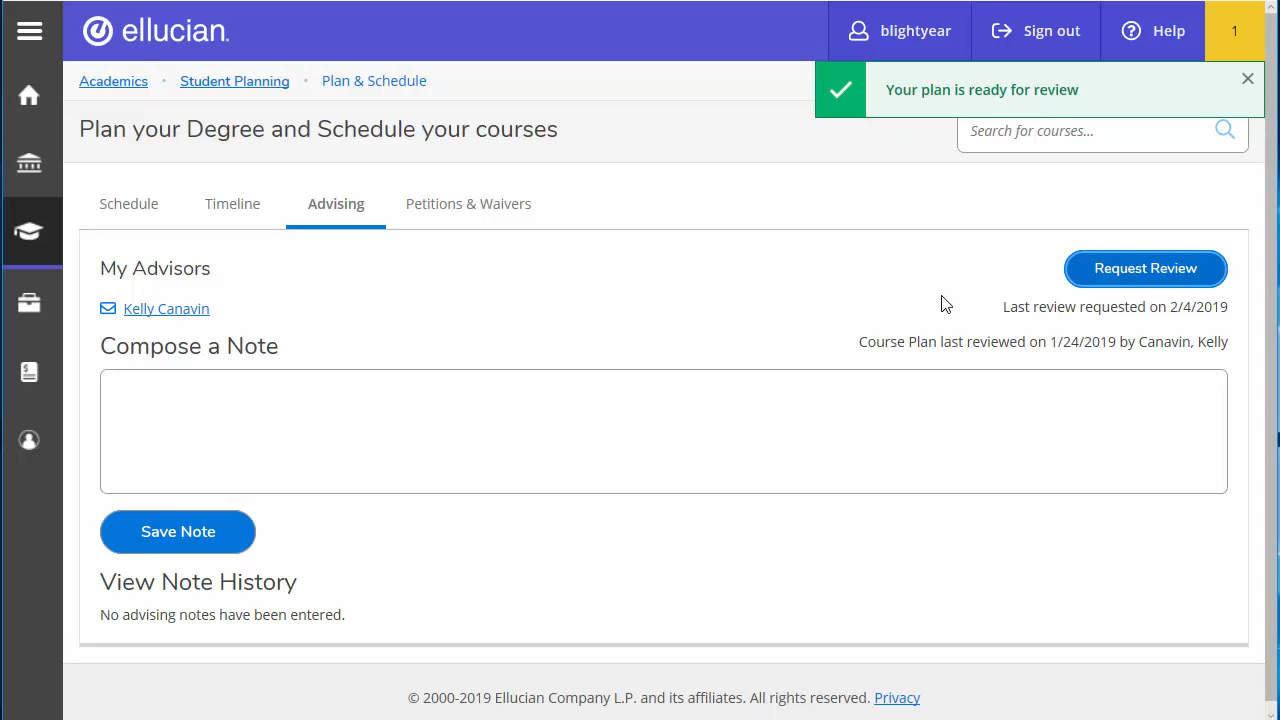 ellucian.
blightyear
Sign out
Help
1
Academics • Student Planning • Plan & Schedule
Your plan is ready for review
Plan your Degree and Schedule your courses
Search for courses...
Schedule
Timeline
Advising
Petitions & Waivers
My Advisors
Request Review
Kelly Canavin
Last review requested on 2/4/2019
Compose a Note
Course Plan last reviewed on 1/24/2019 by Canavin, Kelly
Save Note
View Note History
No advising notes have been entered.
© 2000-2019 Ellucian Company L.P. and its affiliates. All rights reserved. Privacy